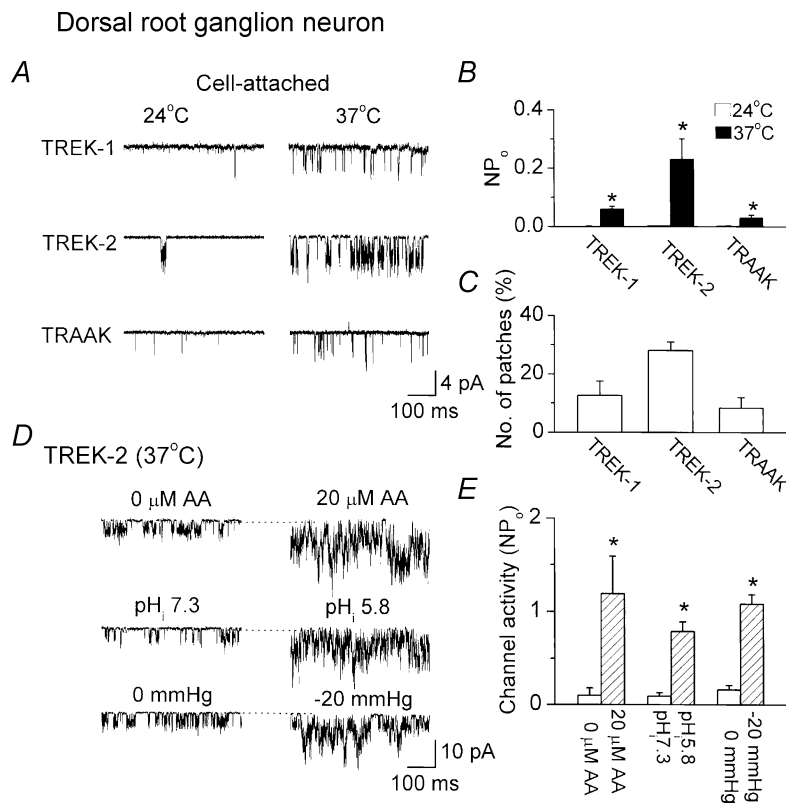 Dorsal root ganglion neuron
A
Cell-attached
24°C 37°C
TREK-1
TREK-2
TRAAK
4 pA
100 ms
B
24°C
37°C
NPo
0.4
0.2
0.0
* * *
TREK-1 TREK-2 TRAAK
C
No. of patches (%)
40
20
0
TREK-1 TREK-2 TRAAK
D
TREK-2 (37°C)
0 µM AA 20 µM AA
pHi 7.3 pHi 5.8
0 mmHg -20 mmHg
10 pA
100 ms
E
Channel activity (NPo)
2
1
0
* * *
0 µM AA
20 µM AA
pHi7.3
pHi5.8
0 mmHg
-20 mmHg